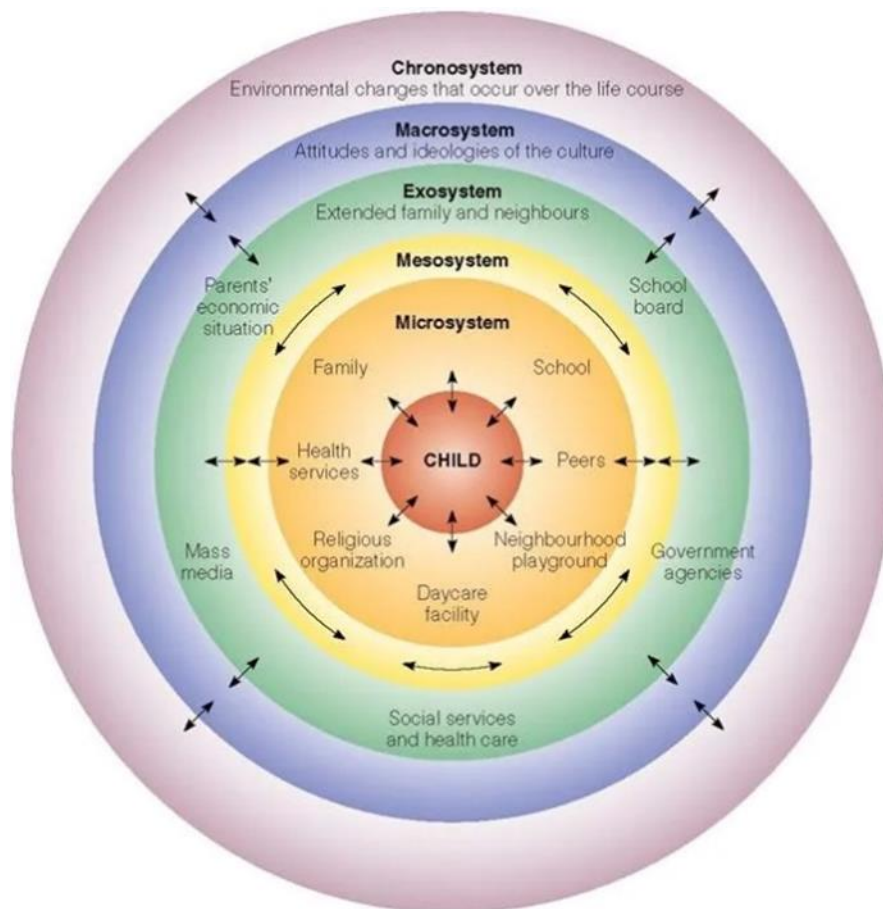 Chronosystem
Environmental changes that occur over the life course
Macrosystem
Attitudes and ideologies of the culture
Exosystem
Extended family and neighbours
Mesosystem
Parents'
economic
situation
School
board
Microsystem
Family
School
Health
services
CHILD
Peers
Religious
organization
Neighbourhood
playground
Mass
media
Government
agencies
Daycare
facility
Social services
and health care